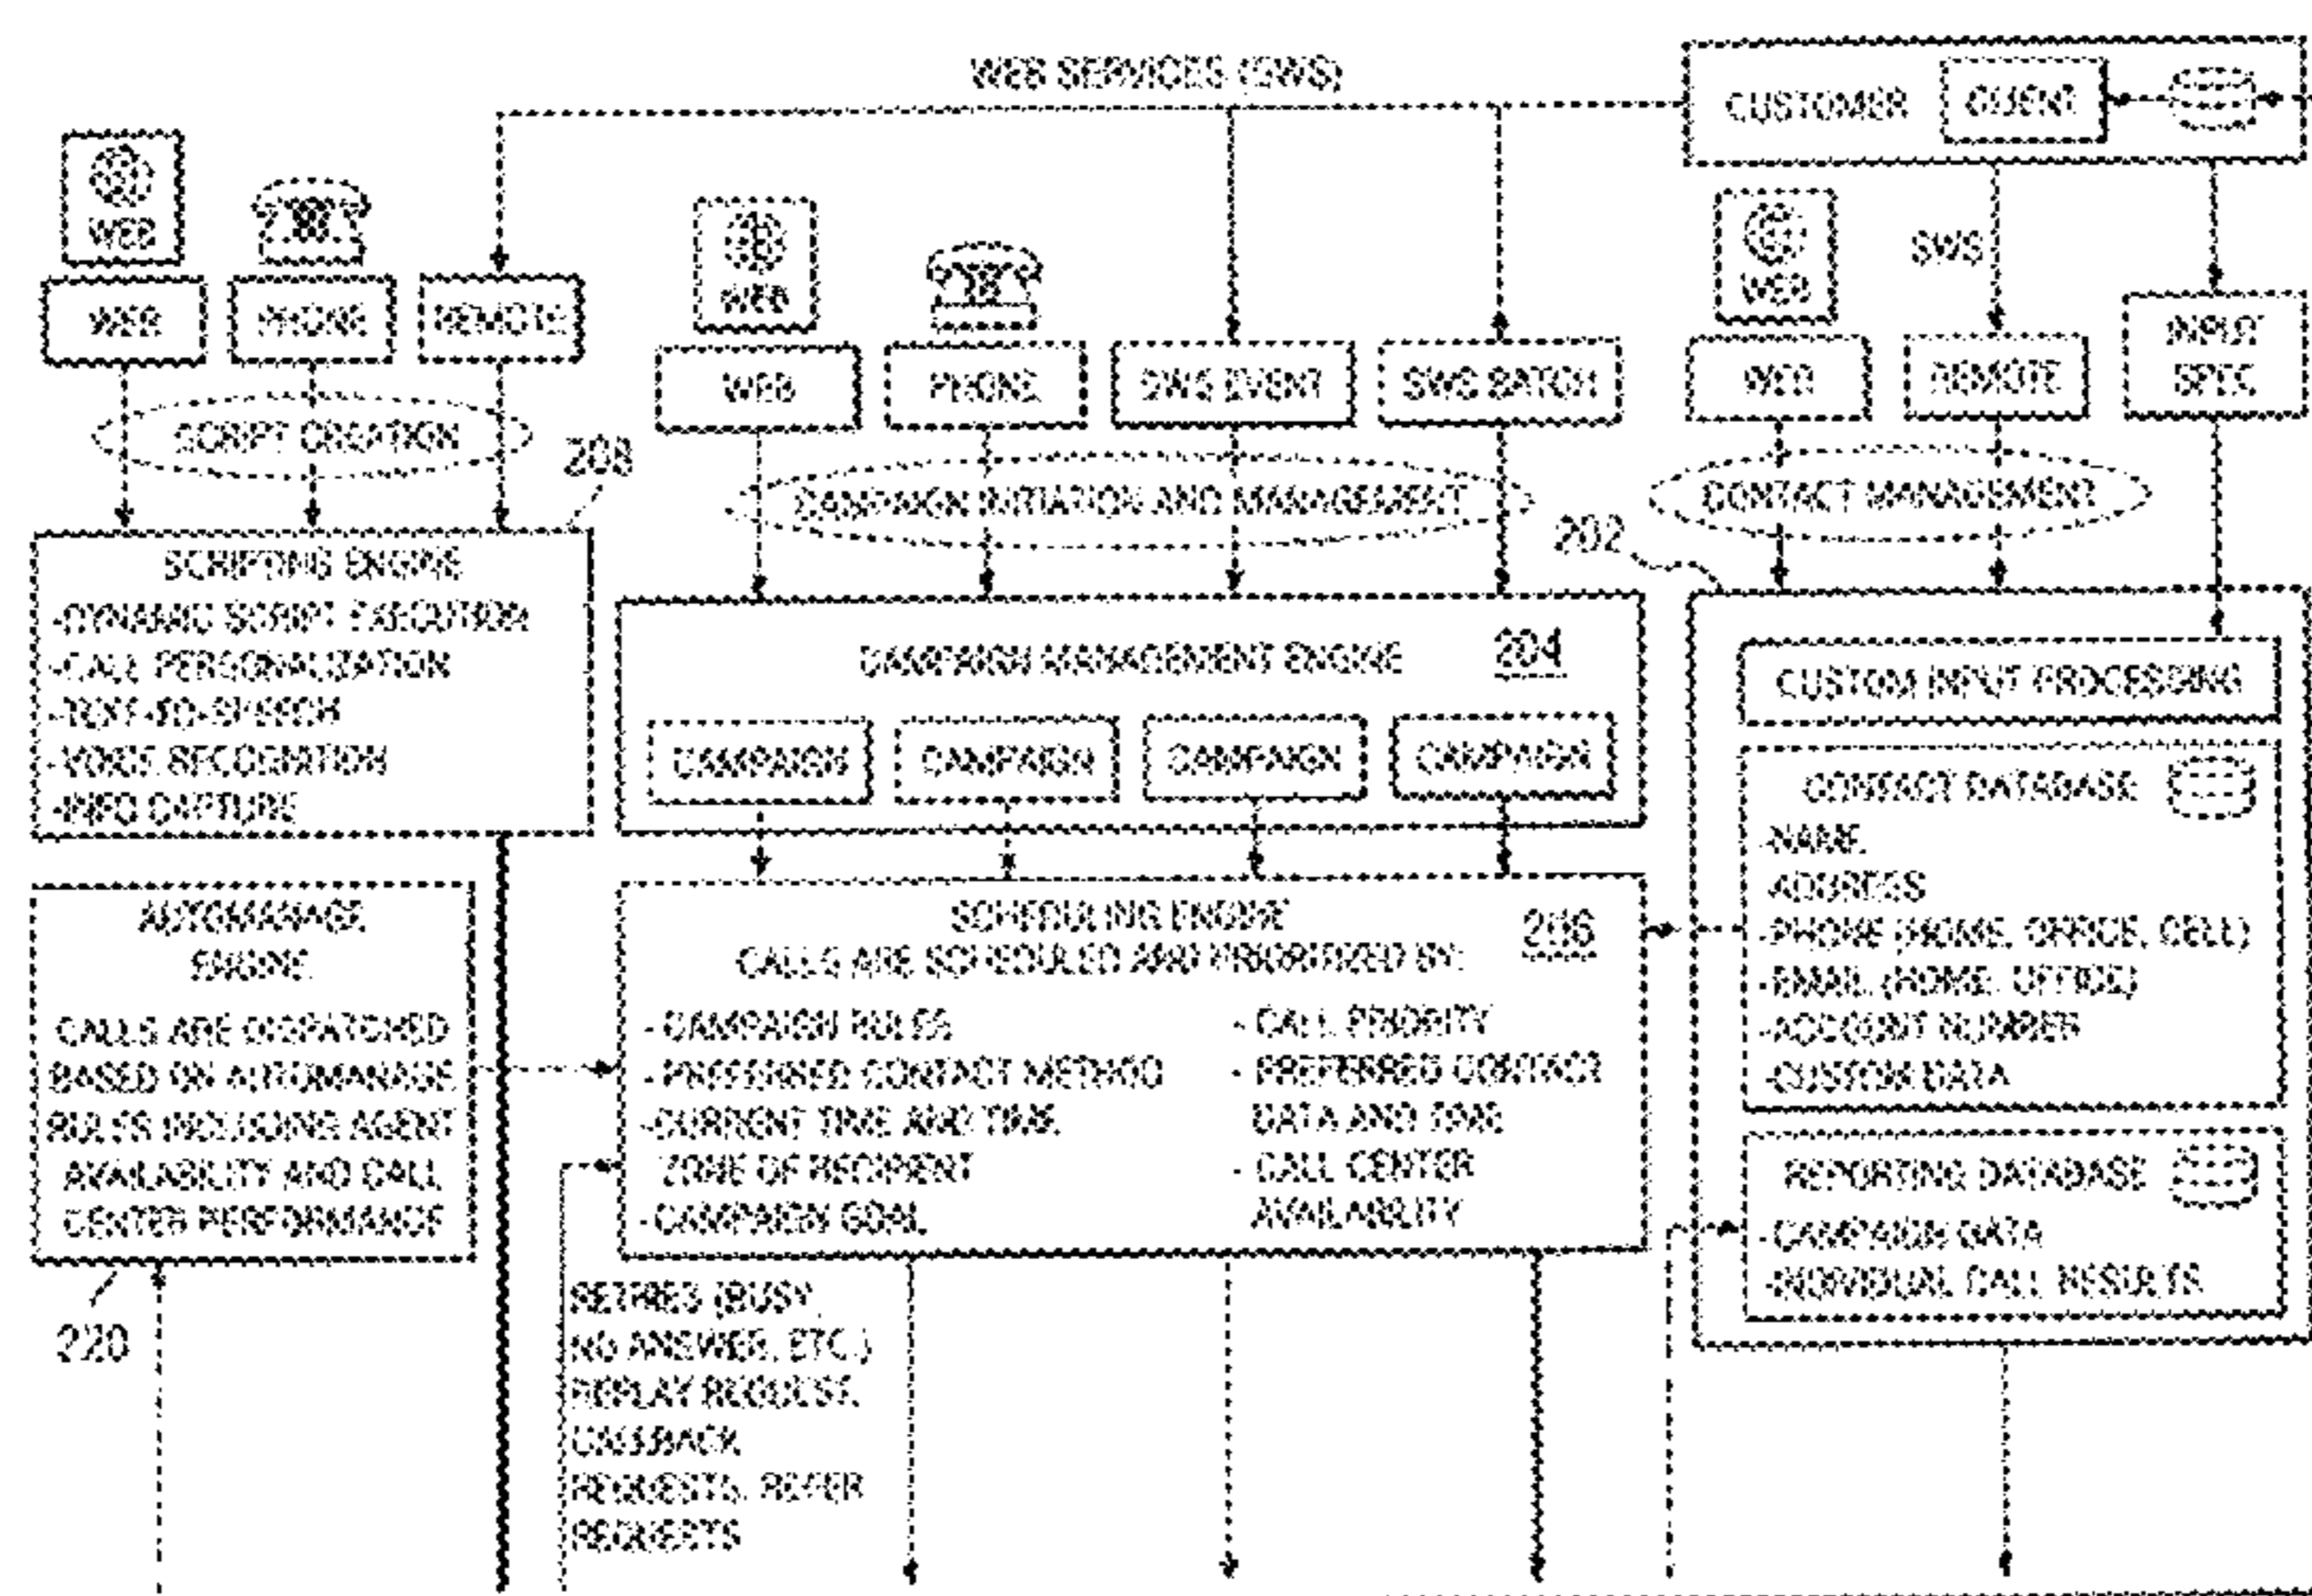 WEB SERVICES (SWS)
CUSTOMER
CLIENT
WEB
WEB
PHONE
REMOTE
SCRIPT CREATION
208
WEB
WEB
PHONE
SWS EVENT
SWS BATCH
CAMPAIGN INITIATION AND MANAGEMENT
WEB
SWS
WEB
REMOTE
INPUT
SPEC
CONTACT MANAGEMENT
202
SCRIPTING ENGINE
-DYNAMIC SCRIPT EXECUTION
-CALL PERSONALIZATION
-TEXT-TO-SPEECH
-VOICE RECOGNITION
-INFO CAPTURE
CAMPAIGN MANAGEMENT ENGINE
204
CAMPAIGN
CAMPAIGN
CAMPAIGN
CAMPAIGN
CUSTOM INPUT PROCESSING
CONTACT DATABASE
-NAME
-ADDRESS
-PHONE (HOME, OFFICE, CELL)
-EMAIL (HOME, OFFICE)
-ACCOUNT NUMBER
-CUSTOM DATA
AUTOMANAGE
ENGINE
CALLS ARE DISPATCHED
BASED ON AUTOMANAGE
RULES INCLUDING AGENT
AVAILABILITY AND CALL
CENTER PERFORMANCE
220
SCHEDULING ENGINE
206
CALLS ARE SCHEDULED AND PRIORITIZED BY:
- CAMPAIGN RULES
- PREFERRED CONTACT METHOD
-CURRENT TIME AND TIME
ZONE OF RECIPIENT
-CAMPAIGN GOAL
- CALL PRIORITY
- PREFERRED CONTACT
DATA AND TIME
- CALL CENTER
AVAILABILITY
REPORTING DATABASE
-CAMPAIGN DATA
-INDIVIDUAL CALL RESULTS
RETRIES (BUSY,
NO ANSWER, ETC.)
REPLAY REQUEST,
CALLBACK
REQUESTS, REFER
REQUESTS